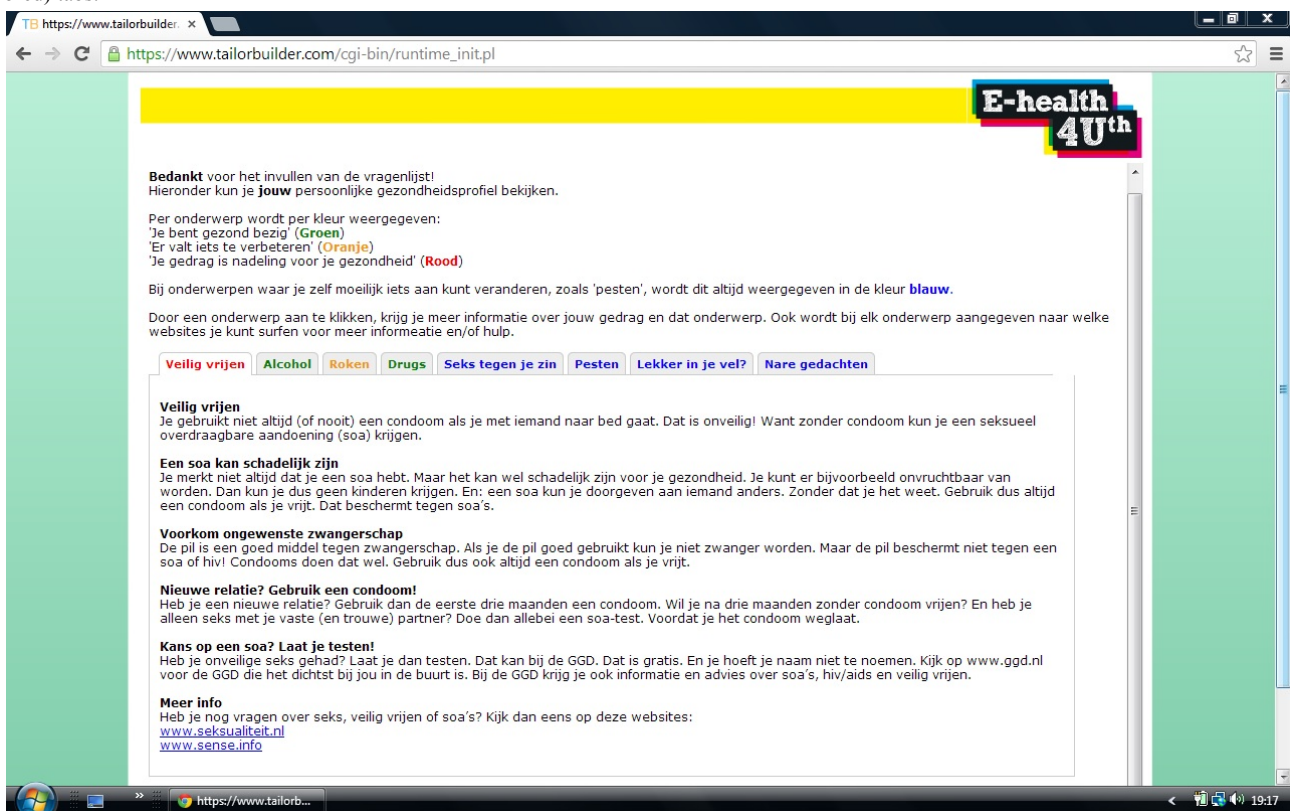 TB https://www.tailorbuilder.
https://www.tailorbuilder.com/cgi-bin/runtime_init.pl
E-health
4Uth
Bedankt voor het invullen van de vragenlijst!
Hieronder kun je jouw persoonlijke gezondheidsprofiel bekijken.
Per onderwerp wordt per kleur weergegeven:
'Je bent gezond bezig' (Groen)
'Er valt iets te verbeteren' (Oranje)
'Je gedrag is nadeling voor je gezondheid' (Rood)
Bij onderwerpen waar je zelf moeilijk iets aan kunt veranderen, zoals 'pesten', wordt dit altijd weergegeven in de kleur blauw.
Door een onderwerp aan te klikken, krijg je meer informatie over jouw gedrag en dat onderwerp. Ook wordt bij elk onderwerp aangegeven naar welke
websites je kunt surfen voor meer informeatie en/of hulp.
Veilig vrijen Alcohol Roken Drugs Seks tegen je zin Pesten Lekker in je vel? Nare gedachten
Veilig vrijen
Je gebruikt niet altijd (of nooit) een condoom als je met iemand naar bed gaat. Dat is onveilig! Want zonder condoom kun je een seksueel
overdraagbare aandoening (soa) krijgen.
Een soa kan schadelijk zijn
Je merkt niet altijd dat je een soa hebt. Maar het kan wel schadelijk zijn voor je gezondheid. Je kunt er bijvoorbeeld onvruchtbaar van
worden. Dan kun je dus geen kinderen krijgen. En: een soa kun je doorgeven aan iemand anders. Zonder dat je het weet. Gebruik dus altijd
een condoom als je vrijt. Dat beschermt tegen soa´s.
Voorkom ongewenste zwangerschap
De pil is een goed middel tegen zwangerschap. Als je de pil goed gebruikt kun je niet zwanger worden. Maar de pil beschermt niet tegen een
soa of hiv! Condooms doen dat wel. Gebruik dus ook altijd een condoom als je vrijt.
Nieuwe relatie? Gebruik een condoom!
Heb je een nieuwe relatie? Gebruik dan de eerste drie maanden een condoom. Wil je na drie maanden zonder condoom vrijen? En heb je
alleen seks met je vaste (en trouwe) partner? Doe dan allebei een soa-test. Voordat je het condoom weglaat.
Kans op een soa? Laat je testen!
Heb je onveilige seks gehad? Laat je dan testen. Dat kan bij de GGD. Dat is gratis. En je hoeft je naam niet te noemen. Kijk op www.ggd.nl
voor de GGD die het dichtst bij jou in de buurt is. Bij de GGD krijg je ook informatie en advies over soa´s, hiv/aids en veilig vrijen.
Meer info
Heb je nog vragen over seks, veilig vrijen of soa´s? Kijk dan eens op deze websites:
www.seksualiteit.nl
www.sense.info
https://www.tailorb...
19:17